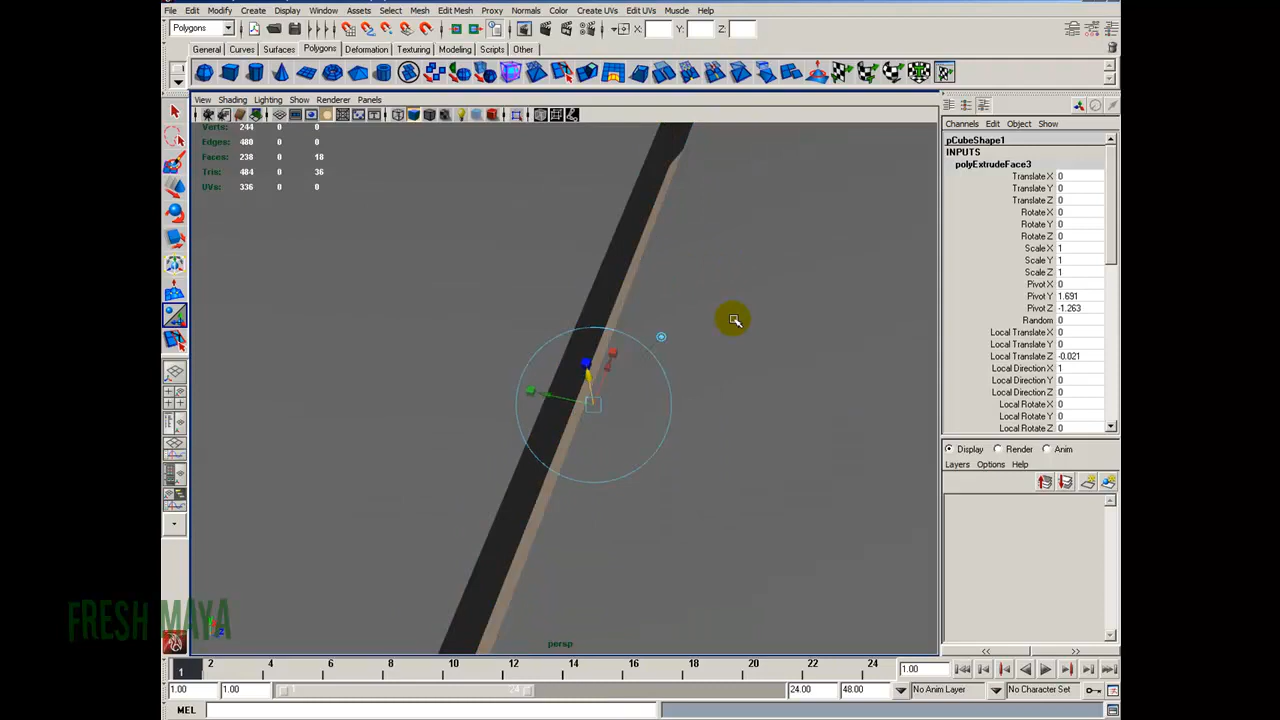 File Edit Modify Create Display Window Assets Select Mesh Edit Mesh Proxy Normals Color Create UVs Edit UVs Muscle Help
Polygons X: Y: Z:
General Curves Surfaces Polygons Deformation Texturing Modeling Scripts Other
View Shading Lighting Show Renderer Panels
Channels Edit Object Show
Verts: 244 0 0
Edges: 480 0 0
Faces: 238 0 18
Tris: 484 0 36
UVs: 336 0 0
pCubeShape1
INPUTS
polyExtrudeFace3
Translate X 0
Translate Y 0
Translate Z 0
Rotate X 0
Rotate Y 0
Rotate Z 0
Scale X 1
Scale Y 1
Scale Z 1
Pivot X 0
Pivot Y 1.691
Pivot Z -1.263
Random 0
Local Translate X 0
Local Translate Y 0
Local Translate Z -0.021
Local Direction X 1
Local Direction Y 0
Local Direction Z 0
Local Rotate X 0
Local Rotate Y 0
Local Rotate Z 0
Display Render Anim
Layers Options Help
FRESH MAYA
persp
1 2 4 6 8 10 12 14 16 18 20 22 24 1.00
1.00 1.00 1 24 24.00 48.00 No Anim Layer No Character Set
MEL